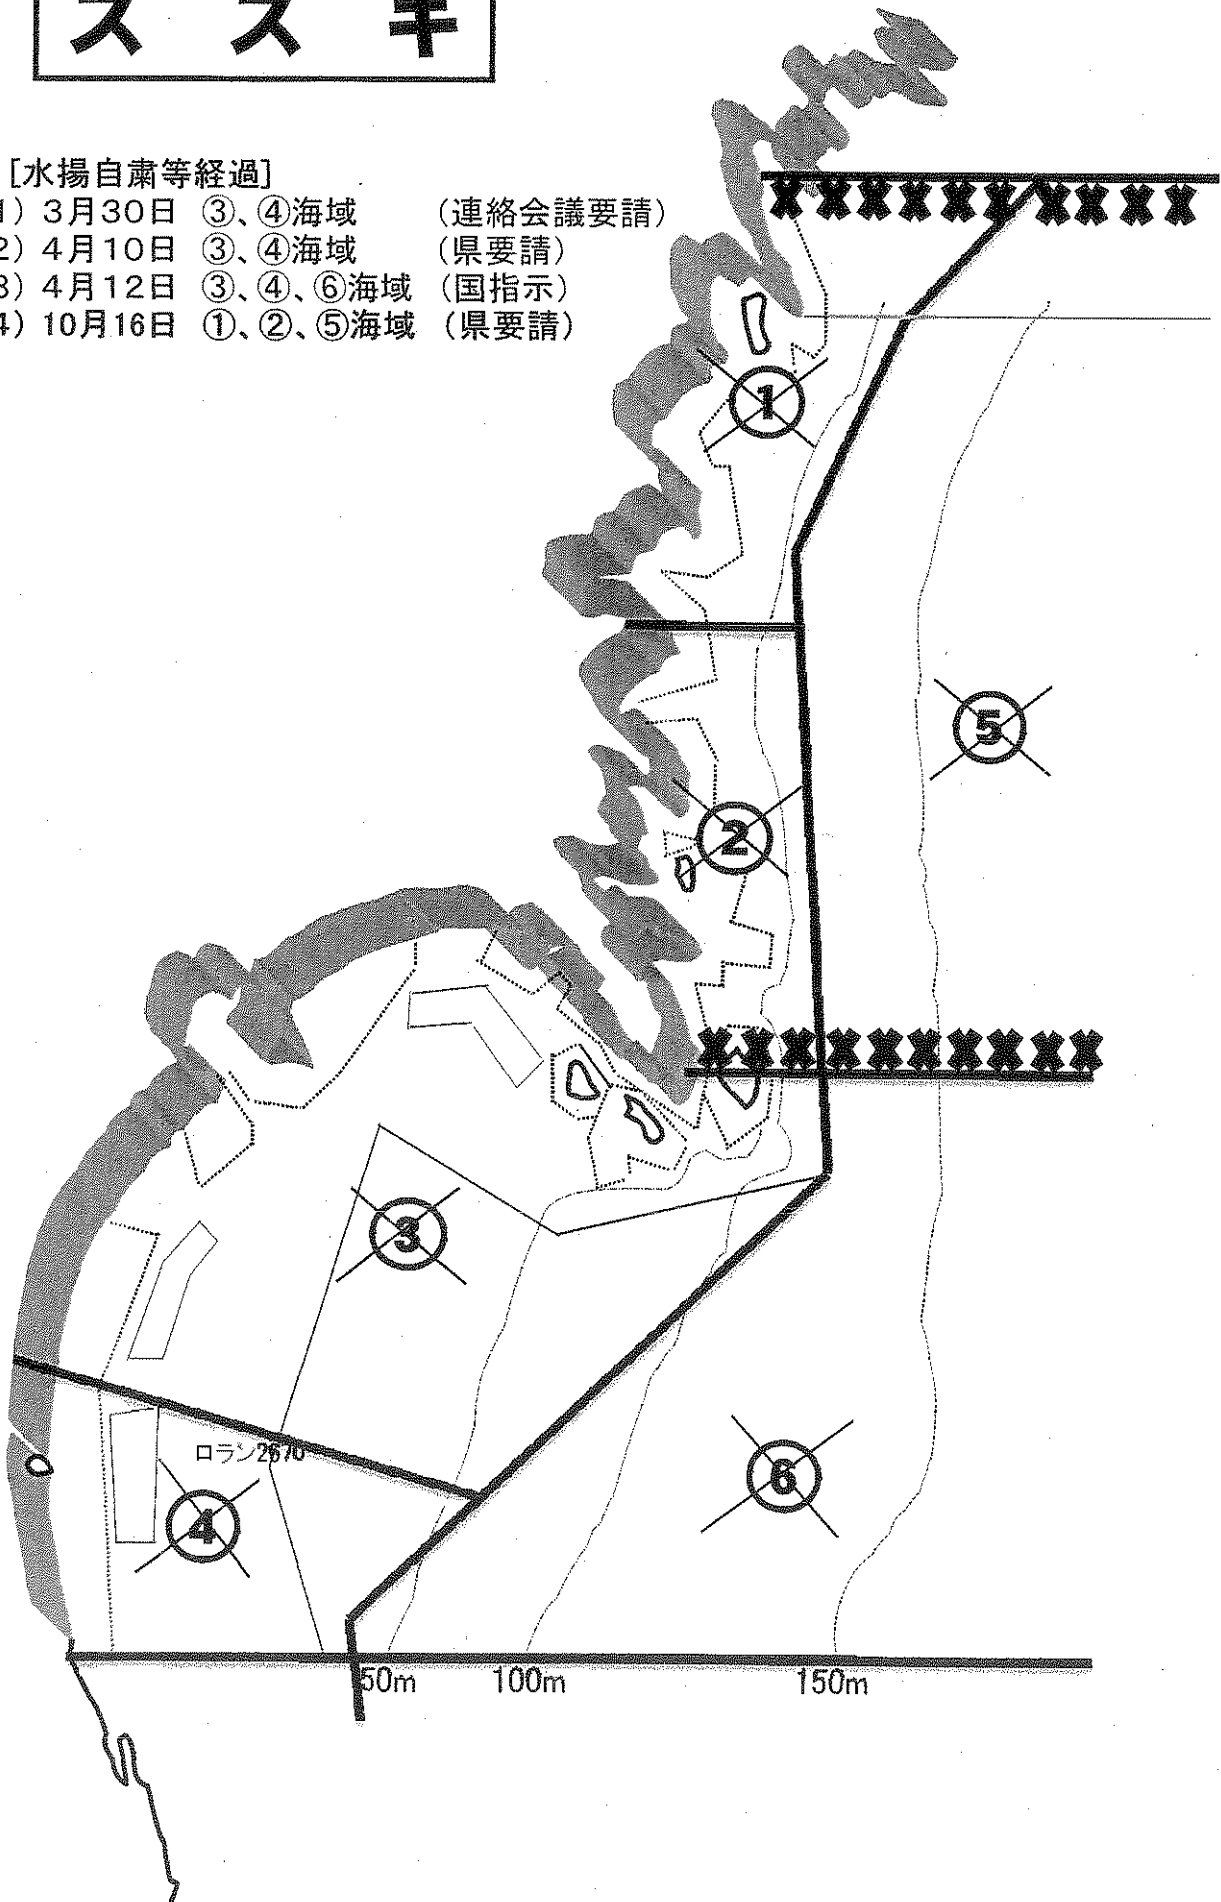 スズキ
[水揚自粛等経過]
1) 3月30日 ③、④海域 (連絡会議要請)
2) 4月10日 ③、④海域 (県要請)
3) 4月12日 ③、④、⑥海域 (国指示)
4) 10月16日 ①、②、⑤海域 (県要請)
①
⑤
②
③
ロラン2670
⑥
④
50m 100m 150m